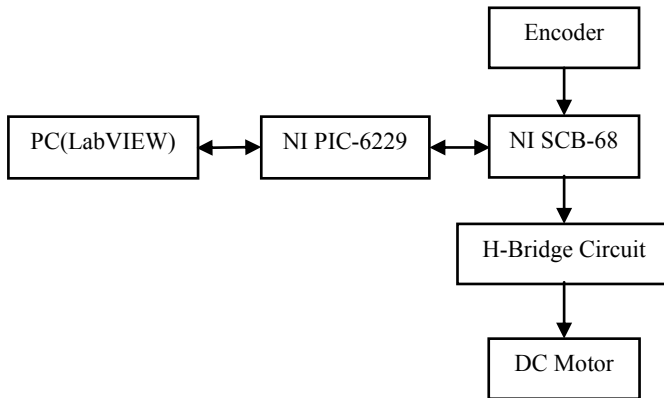 Encoder
PC(LabVIEW)
NI PIC-6229
NI SCB-68
H-Bridge Circuit
DC Motor